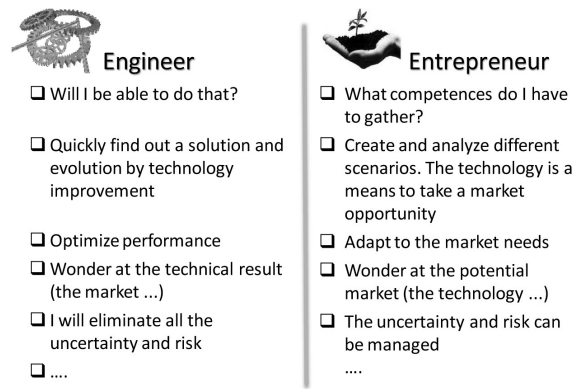 Engineer
❑ Will I be able to do that?
❑ Quickly find out a solution and
evolution by technology
improvement
❑ Optimize performance
❑ Wonder at the technical result
(the market ...)
❑ I will eliminate all the
uncertainty and risk
❑ ....
Entrepreneur
❑ What competences do I have
to gather?
❑ Create and analyze different
scenarios. The technology is a
means to take a market
opportunity
❑ Adapt to the market needs
❑ Wonder at the potential
market (the technology ...)
❑ The uncertainty and risk can
be managed
....